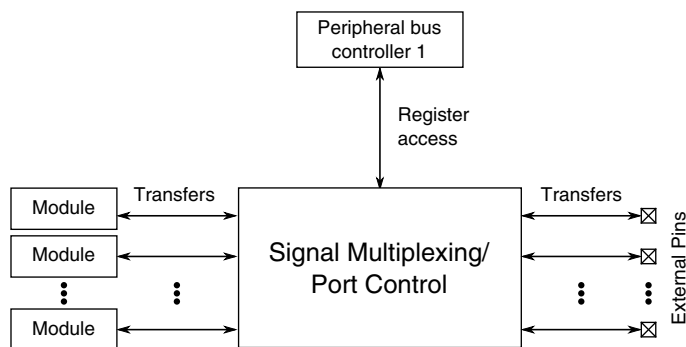 Peripheral bus
controller 1
Register
access
Transfers
Transfers
Module
Module
Module
Signal Multiplexing/
Port Control
External Pins